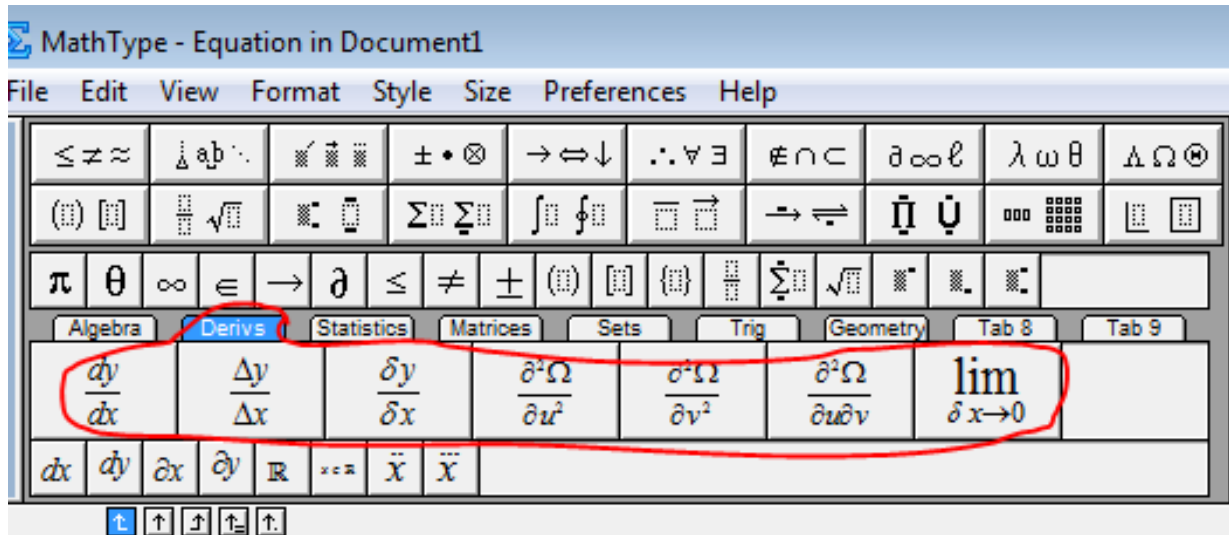 MathType - Equation in Document1
File Edit View Format Style Size Preferences Help
≤ ≠ ≈ ab ⋱ ± • ⊗ → ⇔ ↓ ∴ ∀ ∃ ∉ ∩ ⊂ ∂ ∞ ℓ λ ω θ Λ Ω ⊛
( ) [ ] √ Σ Σ ∫ ∮ → ⇌ Π U
π θ ∞ ∈ → ∂ ≤ ≠ ± ( ) [ ] { } Σ √
Algebra Derivs Statistics Matrices Sets Trig Geometry Tab 8 Tab 9
dy/dx Δy/Δx δy/δx ∂²Ω/∂u² ∂²Ω/∂v² ∂²Ω/∂u∂v lim δx→0
dx dy ∂x ∂y ℝ ẍ x⃛